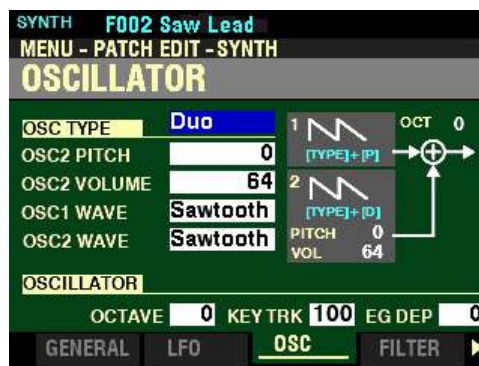 SYNTH F002 Saw Lead
MENU - PATCH EDIT - SYNTH
OSCILLATOR
OSC TYPE Duo
OSC2 PITCH 0
OSC2 VOLUME 64
OSC1 WAVE Sawtooth
OSC2 WAVE Sawtooth
1
[TYPE]+[P]
OCT 0
2
[TYPE]+[D]
PITCH 0
VOL 64
OSCILLATOR
OCTAVE 0 KEY TRK 100 EG DEP 0
GENERAL LFO OSC FILTER